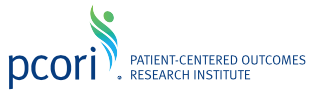 pcori
PATIENT-CENTERED OUTCOMES
RESEARCH INSTITUTE